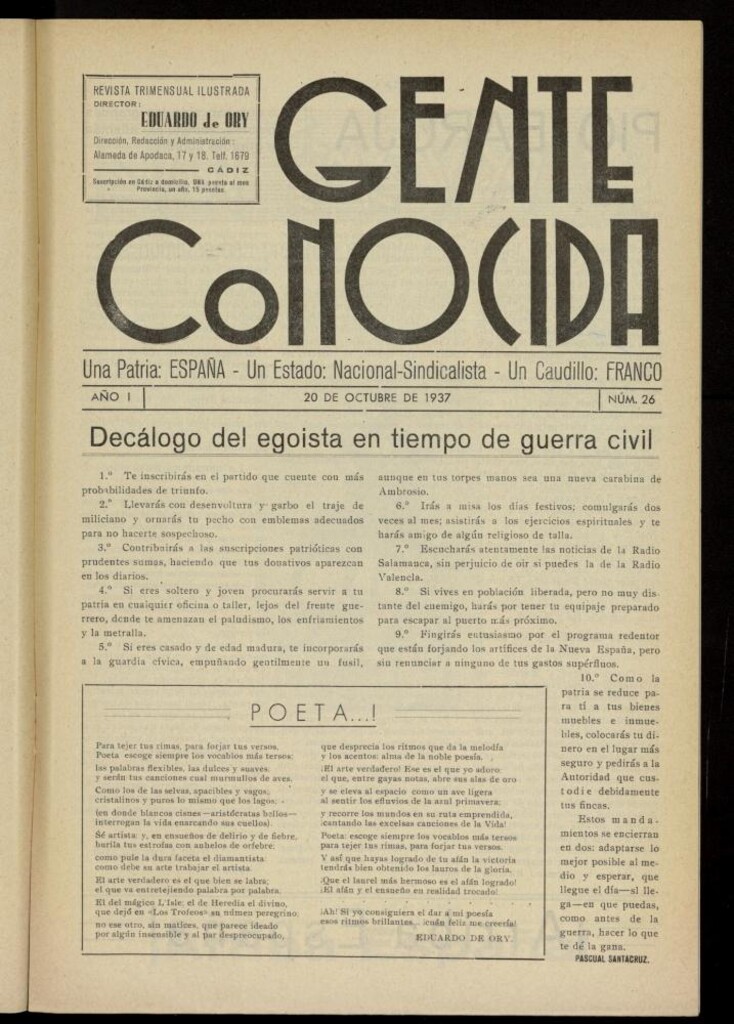 REVISTA TRIMENSUAL ILUSTRADA
DIRECTOR:
EDUARDO de ORY
Dirección, Redacción y Administración:
Alameda de Apodaca, 17 y 18. Telf. 1679
CÁDIZ
Suscripción en Cádiz a domicilio, UNA peseta al mes
Provincia, un año, 15 pesetas.
GENTE
CONOCIDA
Una Patria: ESPAÑA - Un Estado: Nacional-Sindicalista - Un Caudillo: FRANCO
AÑO I
20 DE OCTUBRE DE 1937
NÚM. 26
Decálogo del egoista en tiempo de guerra civil
1.º Te inscribirás en el partido que cuente con más
probabilidades de triunfo.
2.º Llevarás con desenvoltura y garbo el traje de
miliciano y ornarás tu pecho con emblemas adecuados
para no hacerte sospechoso.
3.º Contribuirás a las suscripciones patrióticas con
prudentes sumas, haciendo que tus donativos aparezcan
en los diarios.
4.º Si eres soltero y joven procurarás servir a tu
patria en cualquier oficina o taller, lejos del frente gue-
rrero, donde te amenazan el paludismo, los enfriamientos
y la metralla.
5.º Si eres casado y de edad madura, te incorporarás
a la guardia cívica, empuñando gentilmente un fusil,
aunque en tus torpes manos sea una nueva carabina de
Ambrosio.
6.º Irás a misa los días festivos; comulgarás dos
veces al mes; asistirás a los ejercicios espirituales y te
harás amigo de algún religioso de talla.
7.º Escucharás atentamente las noticias de la Radio
Salamanca, sin perjuicio de oir si puedes la de la Radio
Valencia.
8.º Si vives en población liberada, pero no muy dis-
tante del enemigo, harás por tener tu equipaje preparado
para escapar al puerto más próximo.
9.º Fingirás entusiasmo por el programa redentor
que están forjando los artífices de la Nueva España, pero
sin renunciar a ninguno de tus gastos supérfluos.
10.º Como la
patria se reduce pa-
ra tí a tus bienes
muebles e inmue-
bles, colocarás tu di-
nero en el lugar más
seguro y pedirás a la
Autoridad que cus-
todie debidamente
tus fincas.
Estos manda-
mientos se encierran
en dos: adaptarse lo
mejor posible al me-
dio y esperar, que
llegue el día—si lle-
ga—en que puedas,
como antes de la
guerra, hacer lo que
te dé la gana.
PASCUAL SANTACRUZ.
POETA...!
Para tejer tus rimas, para forjar tus versos,
Poeta escoge siempre los vocablos más tersos;
las palabras flexibles, las dulces y suaves;
y serán tus canciones cual murmullos de aves.
Como los de las selvas, apacibles y vagos,
cristalinos y puros lo mismo que los lagos,
(en donde blancos cisnes—aristócratas bellos—
interrogan la vida enarcando sus cuellos).
Sé artista; y, en ensueños de delirio y de fiebre,
burila tus estrofas con anhelos de orfebre;
como pule la dura faceta el diamantista
como debe su arte trabajar el artista.
El arte verdadero es el que bien se labra;
el que va entretejiendo palabra por palabra.
El del mágico L'Isle; el de Heredia el divino,
que dejó en «Los Trofeos» su númen peregrino;
no ese otro, sin matices, que parece ideado
por algún insensible y al par despreocupado,
que desprecia los ritmos que da la melodía
y los acentos: alma de la noble poesía.
¡El arte verdadero! Ese es el que yo adoro;
el que, entre gayas notas, abre sus alas de oro
y se eleva al espacio como un ave ligera
al sentir los efluvios de la azul primavera;
y recorre los mundos en su ruta emprendida,
¡cantando las excelsas canciones de la Vida!
Poeta: escoge siempre los vocablos más tersos
para tejer tus rimas, para forjar tus versos.
Y así que hayas logrado de tu afán la victoria
tendrás bien obtenido los lauros de la gloria.
¡Que el laurel más hermoso es el afán logrado!
¡El afán y el ensueño en realidad trocado!
¡Ah! Si yo consiguiera el dar a mi poesía
esos ritmos brillantes... ¡cuán feliz me creería!
EDUARDO DE ORY.